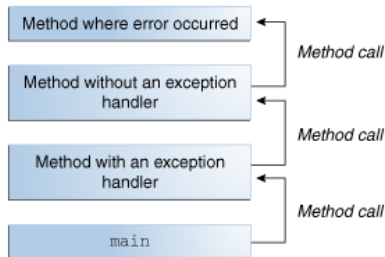 Method where error occurred
Method call
Method without an exception
handler
Method call
Method with an exception
handler
Method call
main